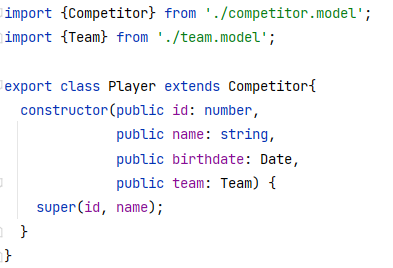 import {Competitor} from './competitor.model';
import {Team} from './team.model';

export class Player extends Competitor{
  constructor(public id: number,
              public name: string,
              public birthdate: Date,
              public team: Team) {
    super(id, name);
  }
}